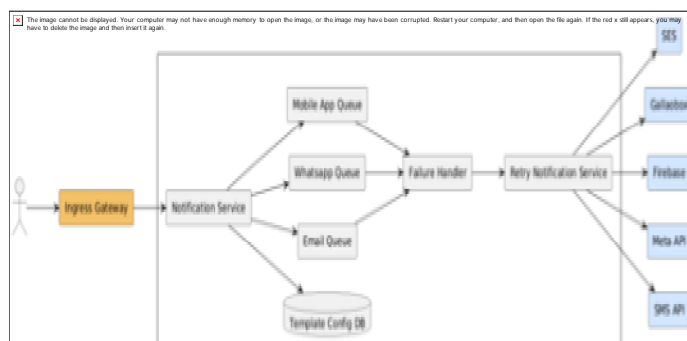 The image cannot be displayed. Your computer may not have enough memory to open the image, or the image may have been corrupted. Restart your computer, and then open the file again. If the red x still appears, you may
have to delete the image and then insert it again.
SES
Mobile App Queue
Gallabox
Ingress Gateway
Notification Service
Whatsapp Queue
Failure Handler
Retry Notification Service
Firebase
Email Queue
Meta API
Template Config DB
SMS API